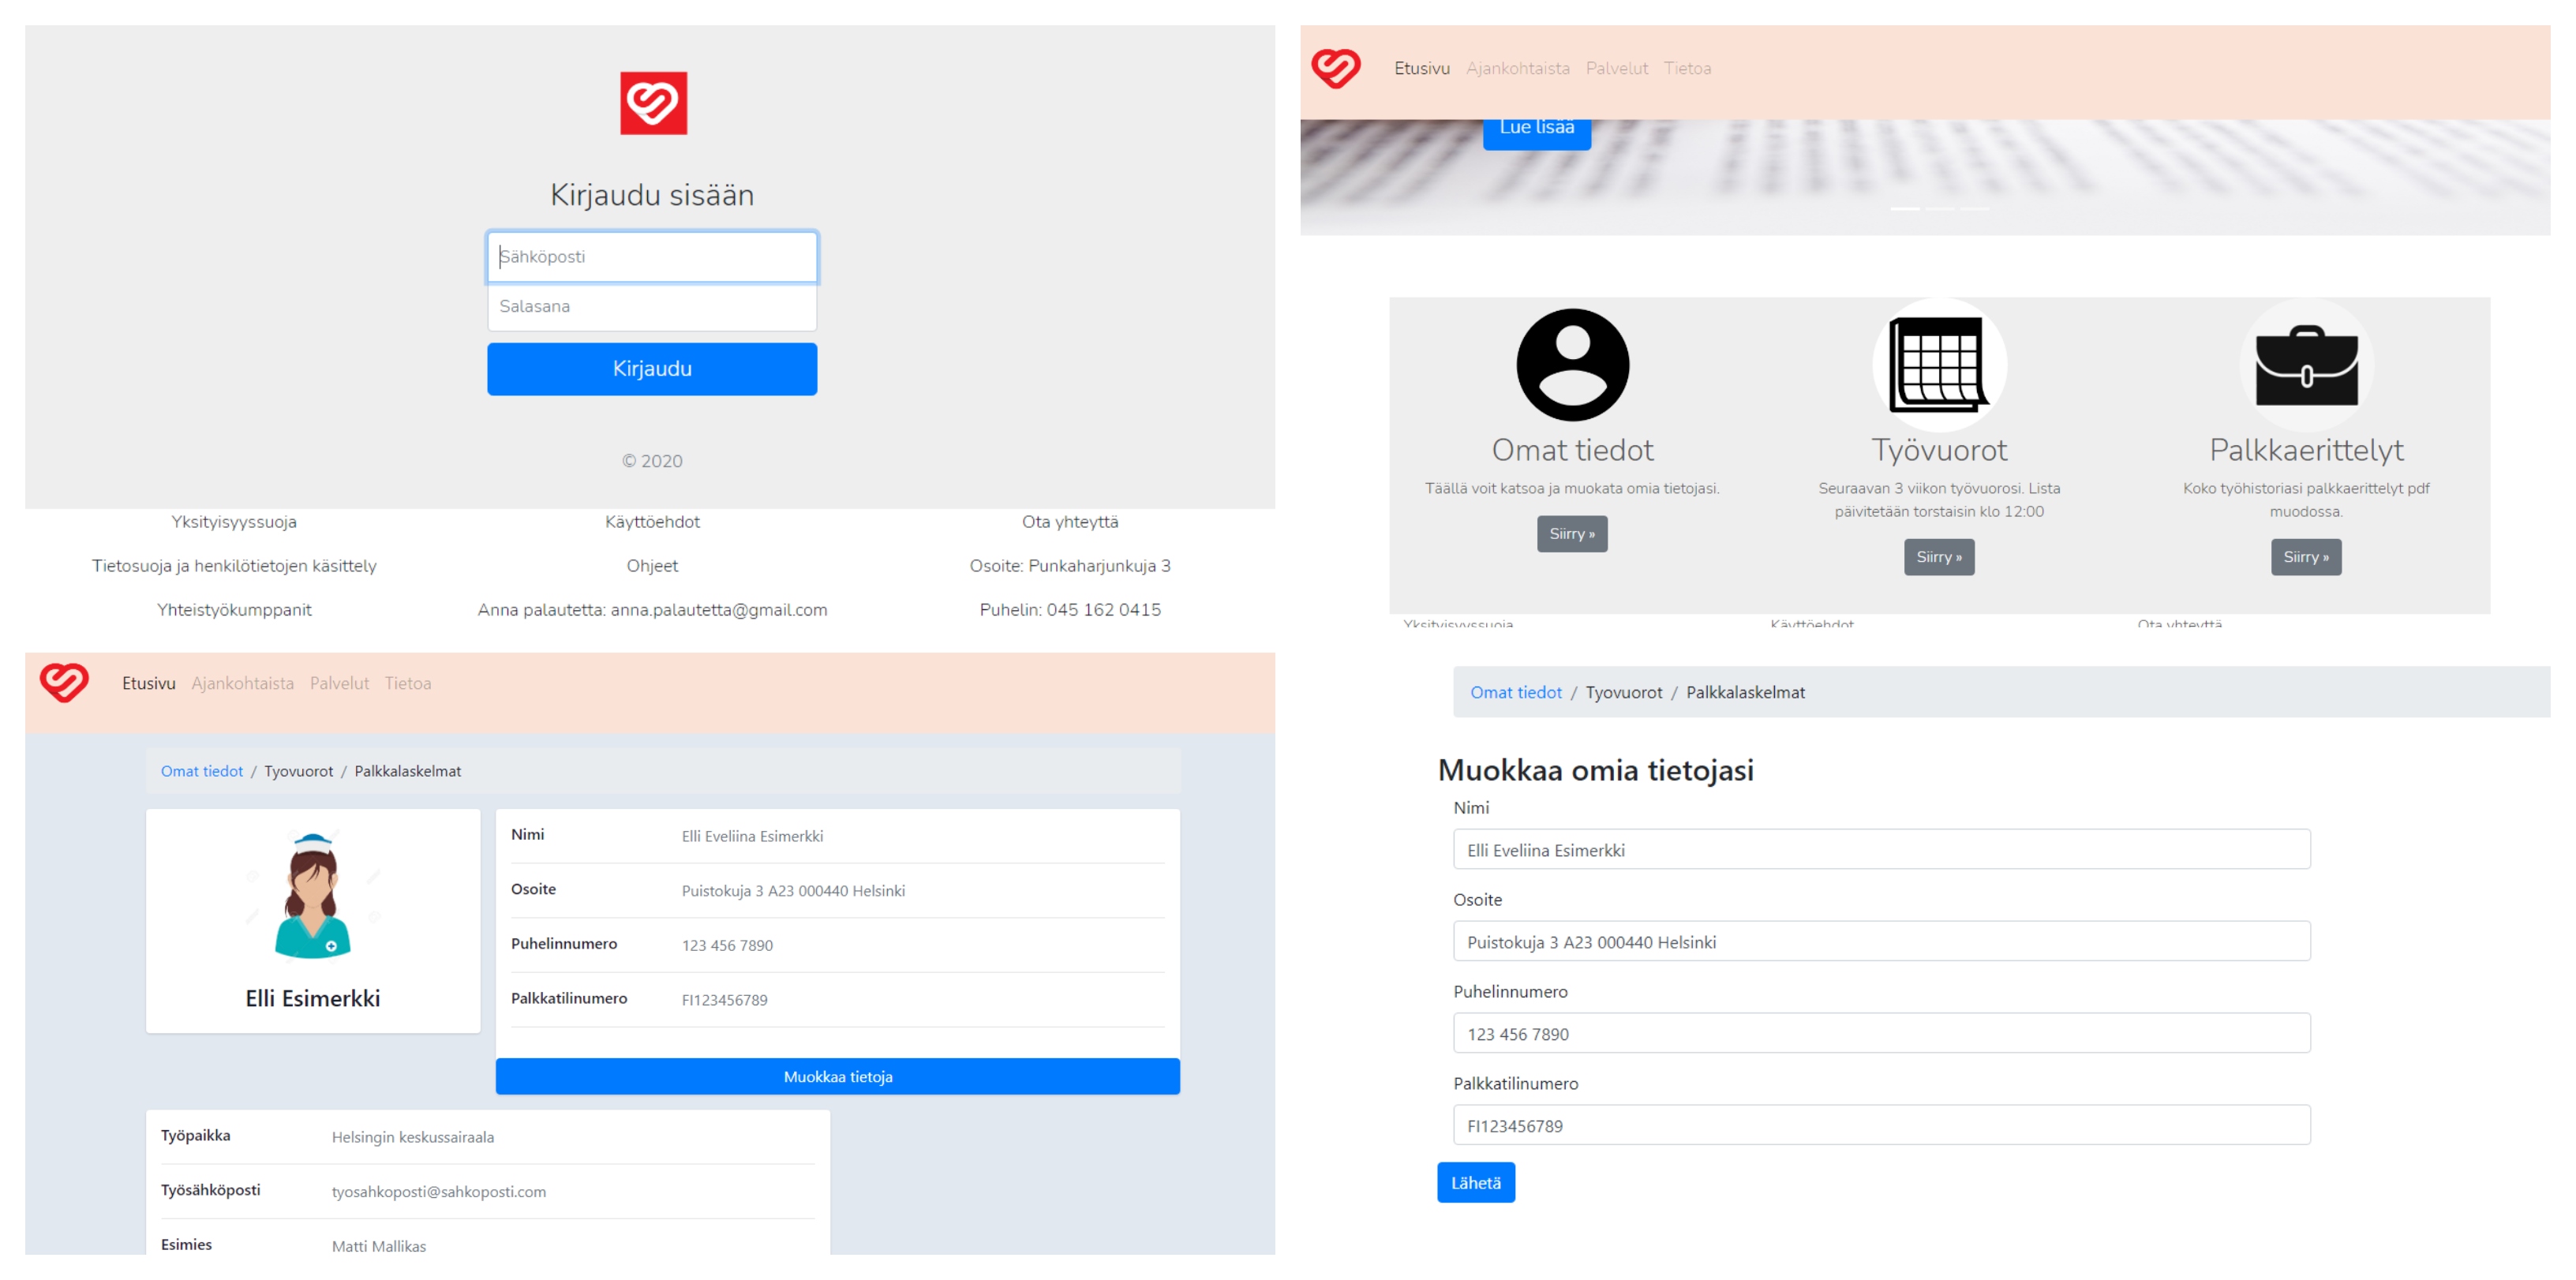 Kirjaudu sisään
Sähköposti
Salasana
Kirjaudu
© 2020
Yksityisyyssuoja Käyttöehdot Ota yhteyttä
Tietosuoja ja henkilötietojen käsittely Ohjeet Osoite: Punkaharjunkuja 3
Yhteistyökumppanit Anna palautetta: anna.palautetta@gmail.com Puhelin: 045 162 0415
Etusivu Ajankohtaista Palvelut Tietoa
Lue lisää
Omat tiedot
Täällä voit katsoa ja muokata omia tietojasi.
Siirry »
Työvuorot
Seuraavan 3 viikon työvuorosi. Lista
päivitetään torstaisin klo 12:00
Siirry »
Palkkaerittelyt
Koko työhistoriasi palkkaerittelyt pdf
muodossa.
Siirry »
Yksityisyyssuoja Käyttöehdot Ota yhteyttä
Etusivu Ajankohtaista Palvelut Tietoa
Omat tiedot / Tyovuorot / Palkkalaskelmat
Elli Esimerkki
Nimi Elli Eveliina Esimerkki
Osoite Puistokuja 3 A23 000440 Helsinki
Puhelinnumero 123 456 7890
Palkkatilinumero FI123456789
Muokkaa tietoja
Työpaikka Helsingin keskussairaala
Työsähköposti tyosahkoposti@sahkoposti.com
Esimies Matti Mallikas
Omat tiedot / Tyovuorot / Palkkalaskelmat
Muokkaa omia tietojasi
Nimi
Elli Eveliina Esimerkki
Osoite
Puistokuja 3 A23 000440 Helsinki
Puhelinnumero
123 456 7890
Palkkatilinumero
FI123456789
Lähetä